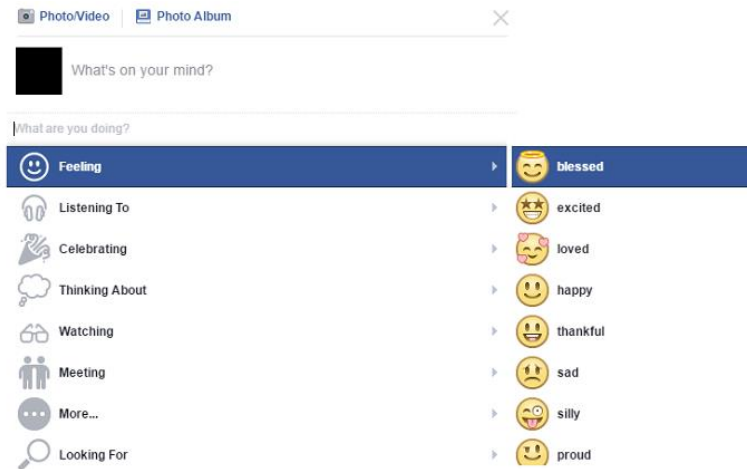 Photo/Video Photo Album
What's on your mind?
What are you doing?
Feeling
Listening To
Celebrating
Thinking About
Watching
Meeting
More...
Looking For
blessed
excited
loved
happy
thankful
sad
silly
proud